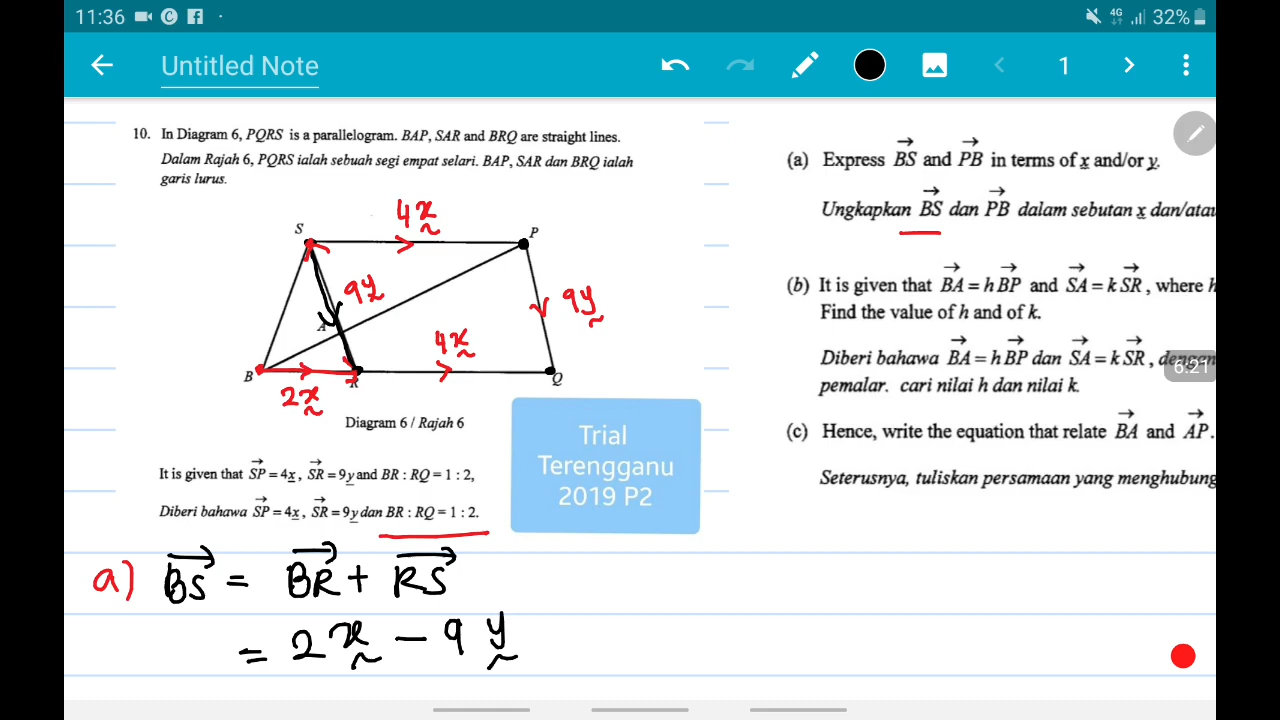 11:36
4G
32%
Untitled Note
1
10. In Diagram 6, PQRS is a parallelogram. BAP, SAR and BRQ are straight lines.
Dalam Rajah 6, PQRS ialah sebuah segi empat selari. BAP, SAR dan BRQ ialah
garis lurus.
4x
S
P
9y
9y
A
4x
B
R
Q
2x
Diagram 6 / Rajah 6
It is given that SP = 4x, SR = 9y and BR : RQ = 1 : 2,
Diberi bahawa SP = 4x, SR = 9y dan BR : RQ = 1 : 2.
Trial
Terengganu
2019 P2
a) BS = BR + RS
= 2x − 9y
(a) Express BS and PB in terms of x and/or y.
Ungkapkan BS dan PB dalam sebutan x dan/atau
(b) It is given that BA = h BP and SA = k SR, where h
Find the value of h and of k.
Diberi bahawa BA = h BP dan SA = k SR, dengan
pemalar. cari nilai h dan nilai k.
6:21
(c) Hence, write the equation that relate BA and AP.
Seterusnya, tuliskan persamaan yang menghubung